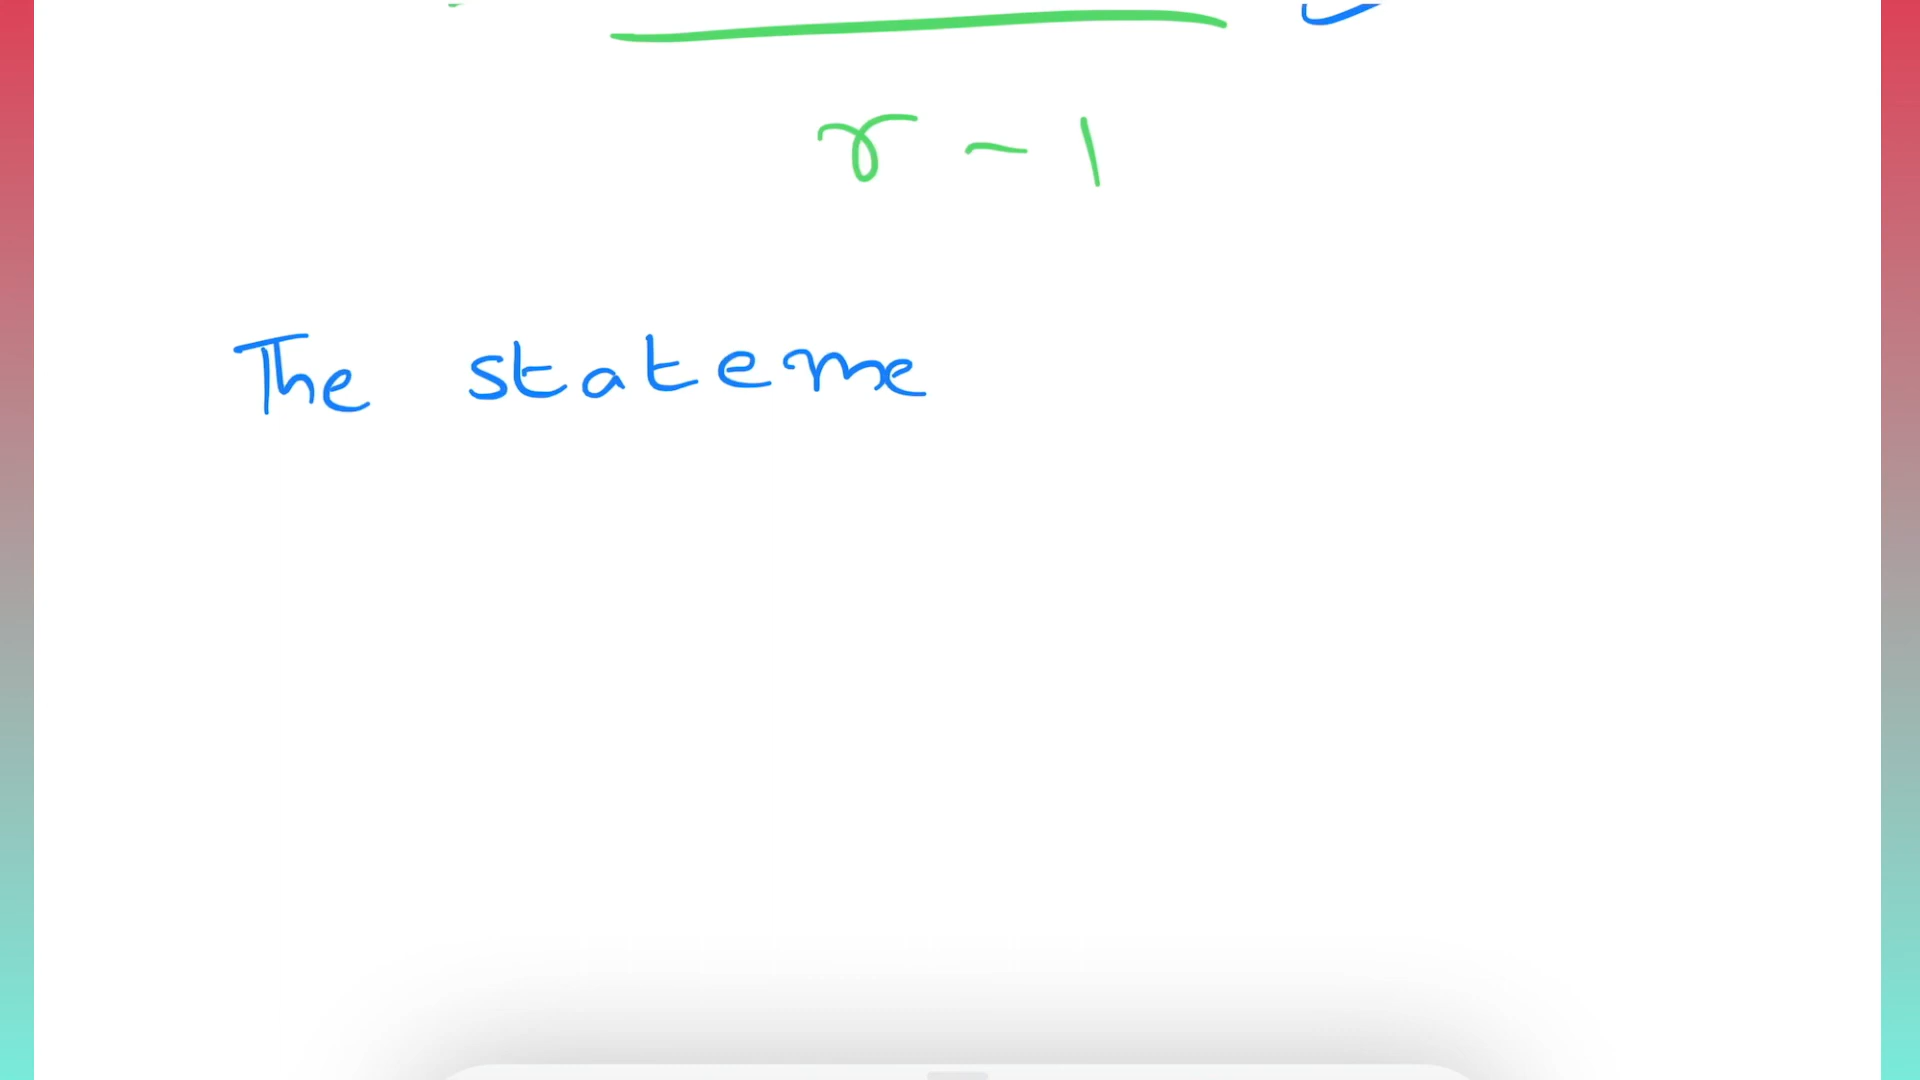 r - 1
The stateme